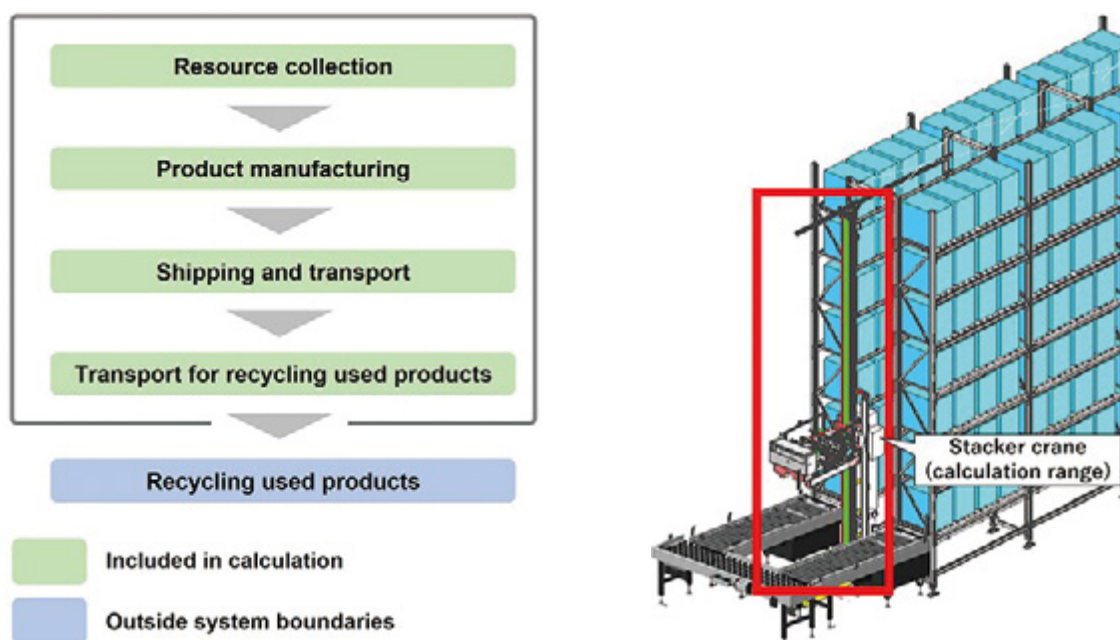 Resource collection
Product manufacturing
Shipping and transport
Transport for recycling used products
Recycling used products
Included in calculation
Outside system boundaries
Stacker crane
(calculation range)